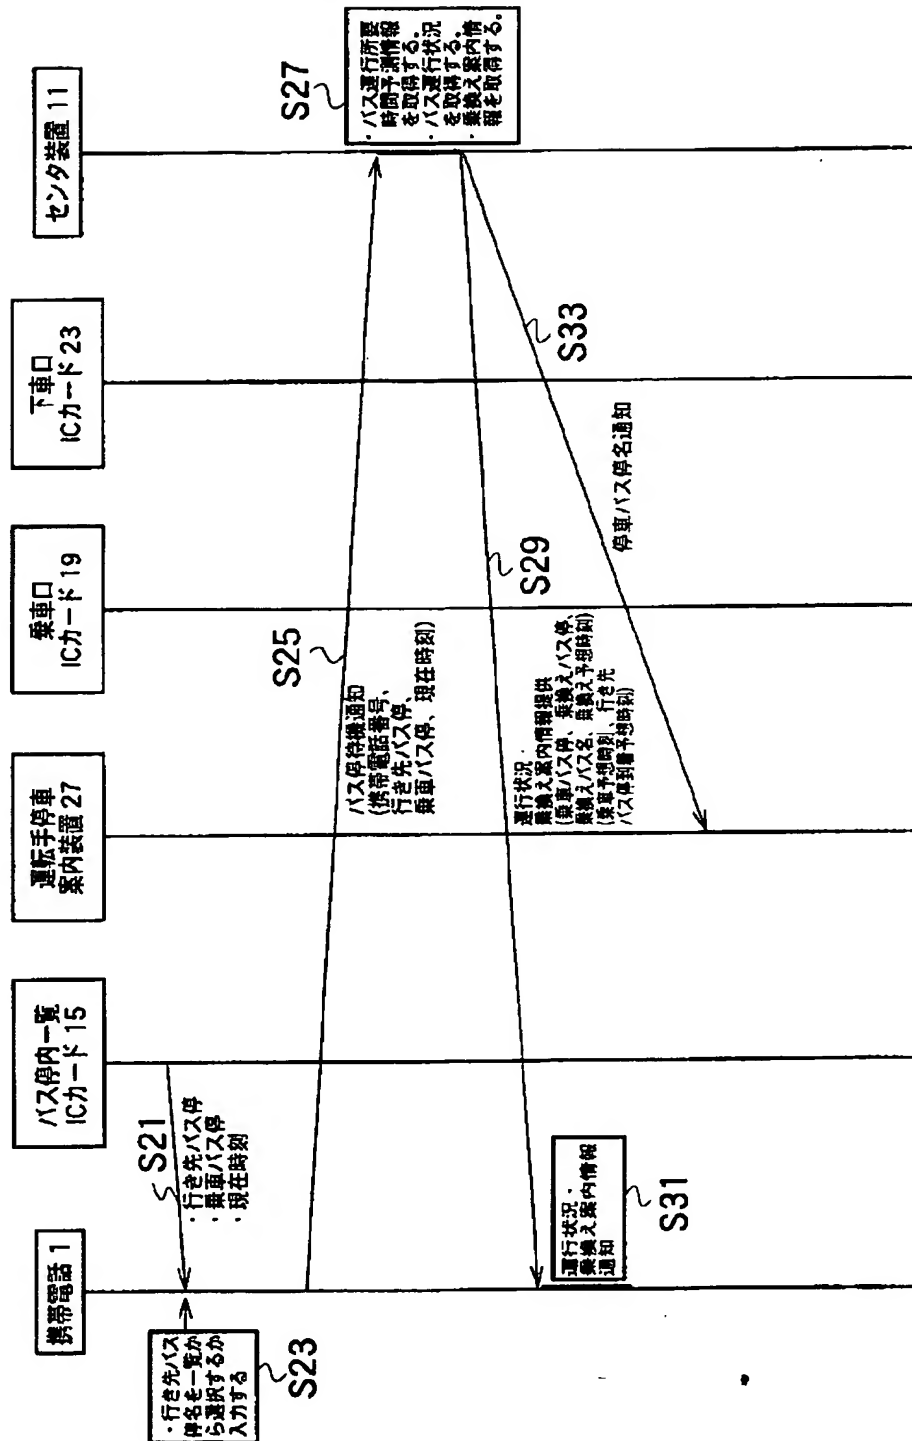 携帯電話 1
バス停内一覧
ICカード 15
運転手停車
案内装置 27
乗車口
ICカード 19
下車口
ICカード 23
センタ装置 11
・行き先バス
停名を一覧か
ら選択するか
入力する
S23
S21
・行き先バス停
・乗車バス停
・現在時刻
S25
バス停待機通知
(携帯電話番号、
行き先バス停、
乗車バス停、現在時刻)
S27
・バス運行所要
時間予測情報
を取得する。
・バス運行状況
を取得する。
・乗換え案内情
報を取得する。
S29
運行状況
乗換え案内情報提供
(乗車バス停、乗換えバス停、
乗換えバス名、乗換え予想時刻)
(乗車予想時刻、行き先
バス停到着予想時刻)
運行状況・
乗換え案内情報
通知
S31
S33
停車バス停名通知